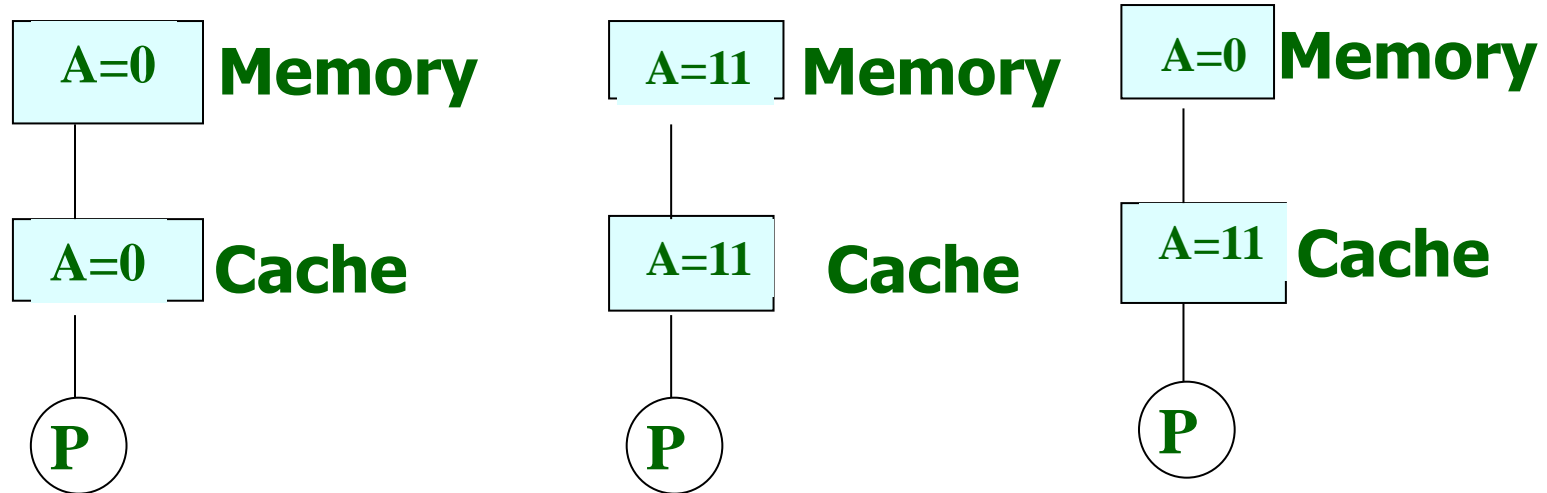 A=0 Memory
A=0 Cache
P
A=11 Memory
A=11 Cache
P
A=0 Memory
A=11 Cache
P